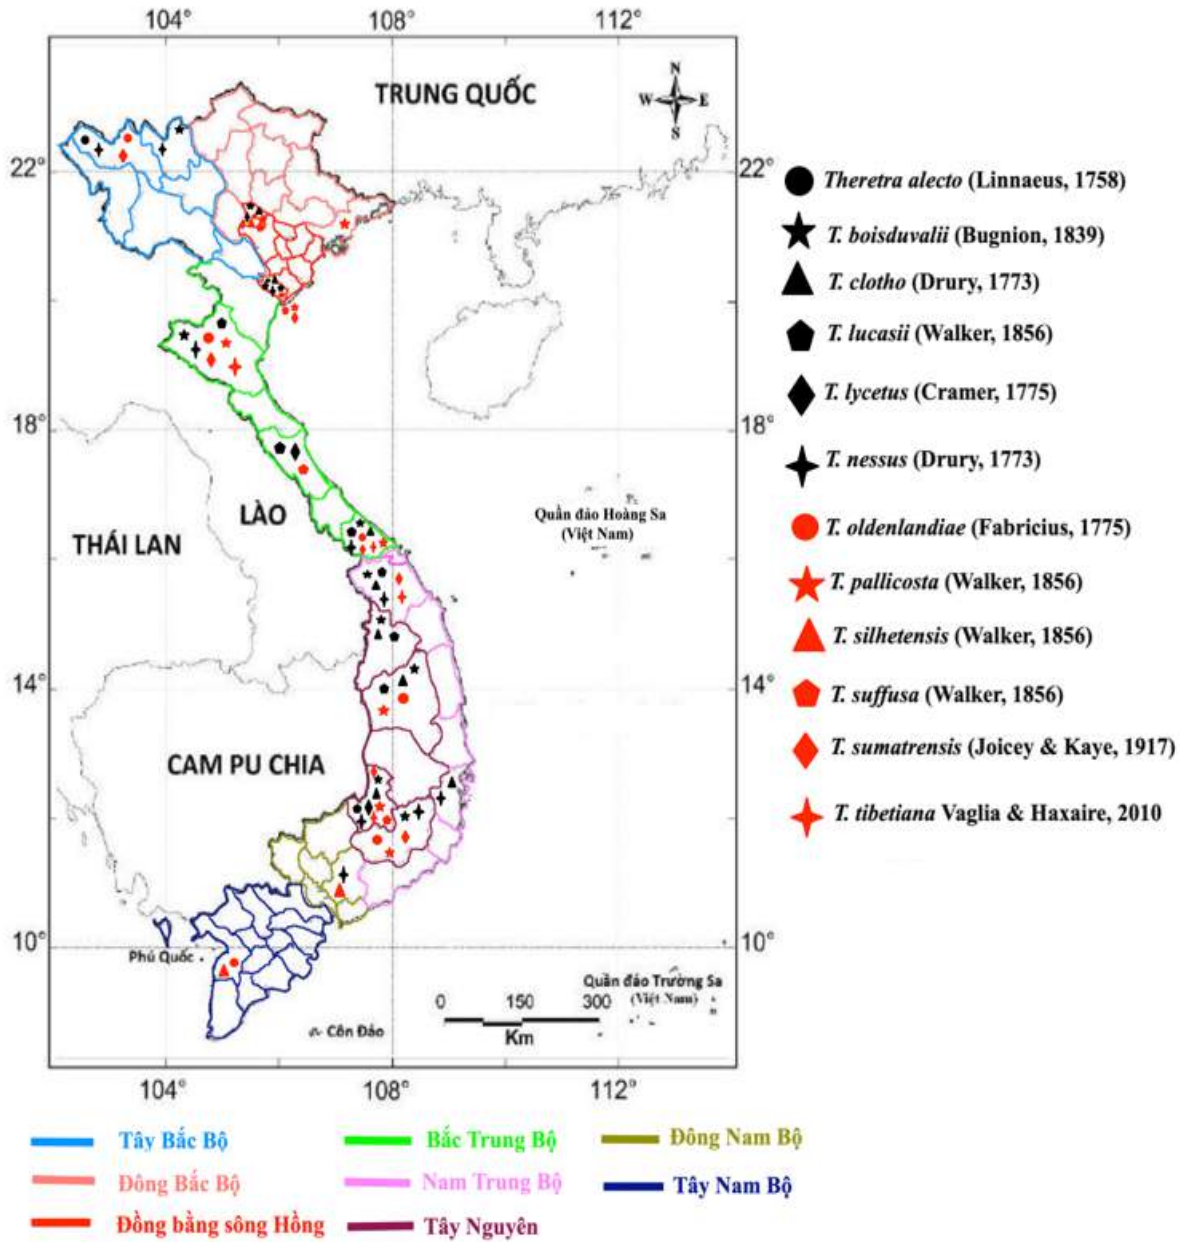 104° 108° 112°
TRUNG QUỐC
N
W E
S
22° 22°
18° 18°
LÀO
THÁI LAN
Quần đảo Hoàng Sa
(Việt Nam)
14° 14°
CAM PU CHIA
10° 10°
Phú Quốc
Quần đảo Trường Sa
(Việt Nam)
0 150 300
Km
Côn Đảo
104° 108° 112°
Theretra alecto (Linnaeus, 1758)
T. boisduvalii (Bugnion, 1839)
T. clotho (Drury, 1773)
T. lucasii (Walker, 1856)
T. lycetus (Cramer, 1775)
T. nessus (Drury, 1773)
T. oldenlandiae (Fabricius, 1775)
T. pallicosta (Walker, 1856)
T. silhetensis (Walker, 1856)
T. suffusa (Walker, 1856)
T. sumatrensis (Joicey & Kaye, 1917)
T. tibetiana Vaglia & Haxaire, 2010
Tây Bắc Bộ Bắc Trung Bộ Đông Nam Bộ
Đông Bắc Bộ Nam Trung Bộ Tây Nam Bộ
Đồng bằng sông Hồng Tây Nguyên